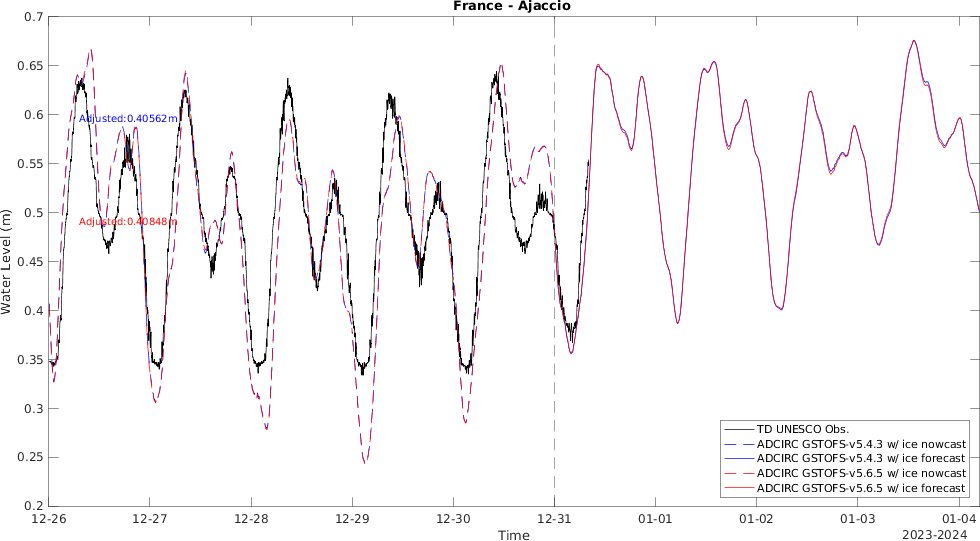 France - Ajaccio
0.7
0.65
0.6
0.55
0.5
0.45
0.4
0.35
0.3
0.25
0.2
Water Level (m)
Adjusted:0.40562m
Adjusted:0.40848m
TD UNESCO Obs.
ADCIRC GSTOFS-v5.4.3 w/ ice nowcast
ADCIRC GSTOFS-v5.4.3 w/ ice forecast
ADCIRC GSTOFS-v5.6.5 w/ ice nowcast
ADCIRC GSTOFS-v5.6.5 w/ ice forecast
12-26 12-27 12-28 12-29 12-30 12-31 01-01 01-02 01-03 01-04
Time
2023-2024